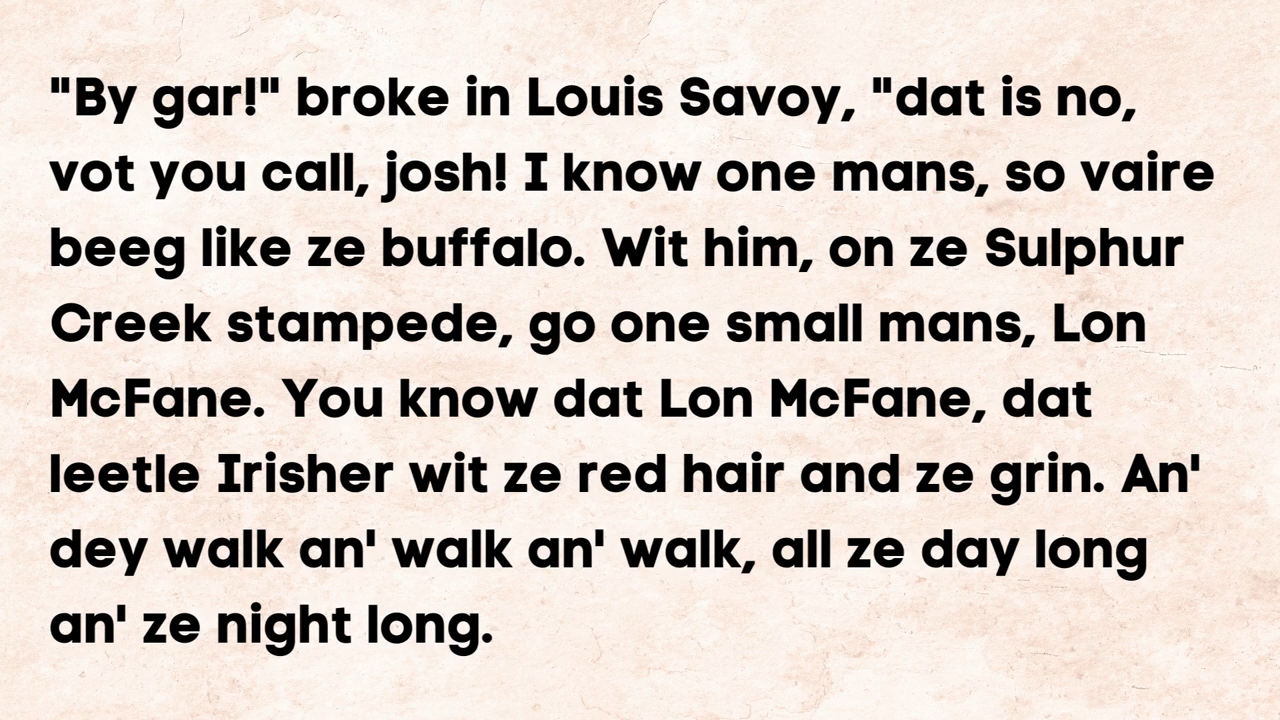 "By gar!" broke in Louis Savoy, "dat is no,
vot you call, josh! I know one mans, so vaire
beeg like ze buffalo. Wit him, on ze Sulphur
Creek stampede, go one small mans, Lon
McFane. You know dat Lon McFane, dat
leetle Irisher wit ze red hair and ze grin. An'
dey walk an' walk an' walk, all ze day long
an' ze night long.